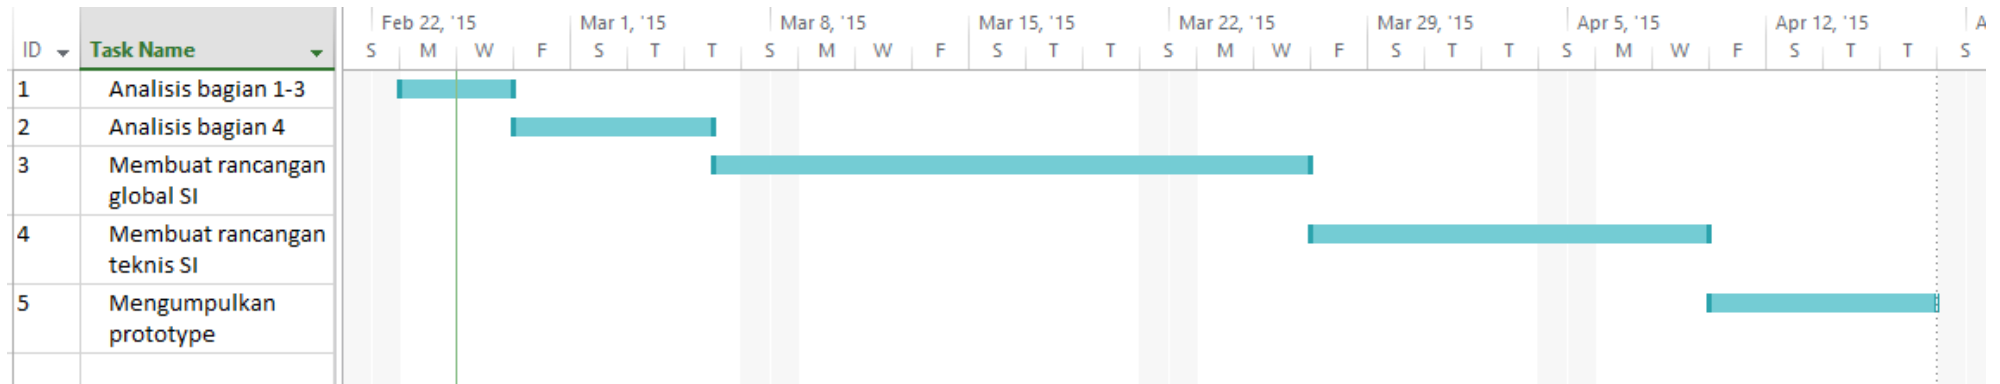 Feb 22, '15 Mar 1, '15 Mar 8, '15 Mar 15, '15 Mar 22, '15 Mar 29, '15 Apr 5, '15 Apr 12, '15 A
ID Task Name S M W F S T T S M W F S T T S M W F S T T S M W F S T T S
1 Analisis bagian 1-3
2 Analisis bagian 4
3 Membuat rancangan
global SI
4 Membuat rancangan
teknis SI
5 Mengumpulkan
prototype